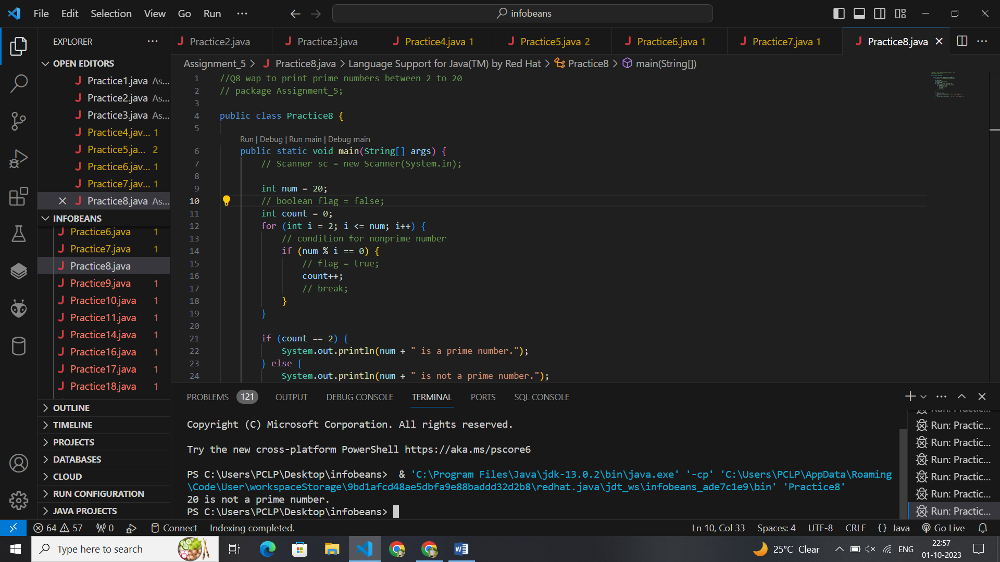 File Edit Selection View Go Run ...
infobeans
EXPLORER ...
Practice2.java Practice3.java Practice4.java 1 Practice5.java 2 Practice6.java 1 Practice7.java 1 Practice8.java
OPEN EDITORS
Practice1.java As...
Practice2.java As...
Practice3.java As...
Practice4.jav... 1
Practice5.ja... 2
Practice6.jav... 1
Practice7.jav... 1
Practice8.java As...
INFOBEANS
Practice6.java 1
Practice7.java 1
Practice8.java
Practice9.java 1
Practice10.java 1
Practice11.java 1
Practice14.java 1
Practice16.java 1
Practice17.java 1
Practice18.java 1
OUTLINE
TIMELINE
PROJECTS
DATABASES
CLOUD
RUN CONFIGURATION
JAVA PROJECTS
Assignment_5 > Practice8.java > Language Support for Java(TM) by Red Hat > Practice8 > main(String[])
1 //Q8 wap to print prime numbers between 2 to 20
2 // package Assignment_5;
3
4 public class Practice8 {
5
Run | Debug | Run main | Debug main
6 public static void main(String[] args) {
7 // Scanner sc = new Scanner(System.in);
8
9 int num = 20;
10 // boolean flag = false;
11 int count = 0;
12 for (int i = 2; i <= num; i++) {
13 // condition for nonprime number
14 if (num % i == 0) {
15 // flag = true;
16 count++;
17 // break;
18 }
19 }
20
21 if (count == 2) {
22 System.out.println(num + " is a prime number.");
23 } else {
24 System.out.println(num + " is not a prime number.");
PROBLEMS 121 OUTPUT DEBUG CONSOLE TERMINAL PORTS SQL CONSOLE
Copyright (C) Microsoft Corporation. All rights reserved.
Try the new cross-platform PowerShell https://aka.ms/pscore6
PS C:\Users\PCLP\Desktop\infobeans> & 'C:\Program Files\Java\jdk-13.0.2\bin\java.exe' '-cp' 'C:\Users\PCLP\AppData\Roaming
\Code\User\workspaceStorage\9bd1afcd48ae5dbfa9e88baddd32d2b8\redhat.java\jdt_ws\infobeans_ade7c1e9\bin' 'Practice8'
20 is not a prime number.
PS C:\Users\PCLP\Desktop\infobeans>
Run: Practic...
Run: Practic...
Run: Practic...
Run: Practic...
Run: Practic...
Run: Practic...
64 57 0 Connect Indexing completed. Ln 10, Col 33 Spaces: 4 UTF-8 CRLF {} Java Go Live
Type here to search
25°C Clear ENG
22:57
01-10-2023